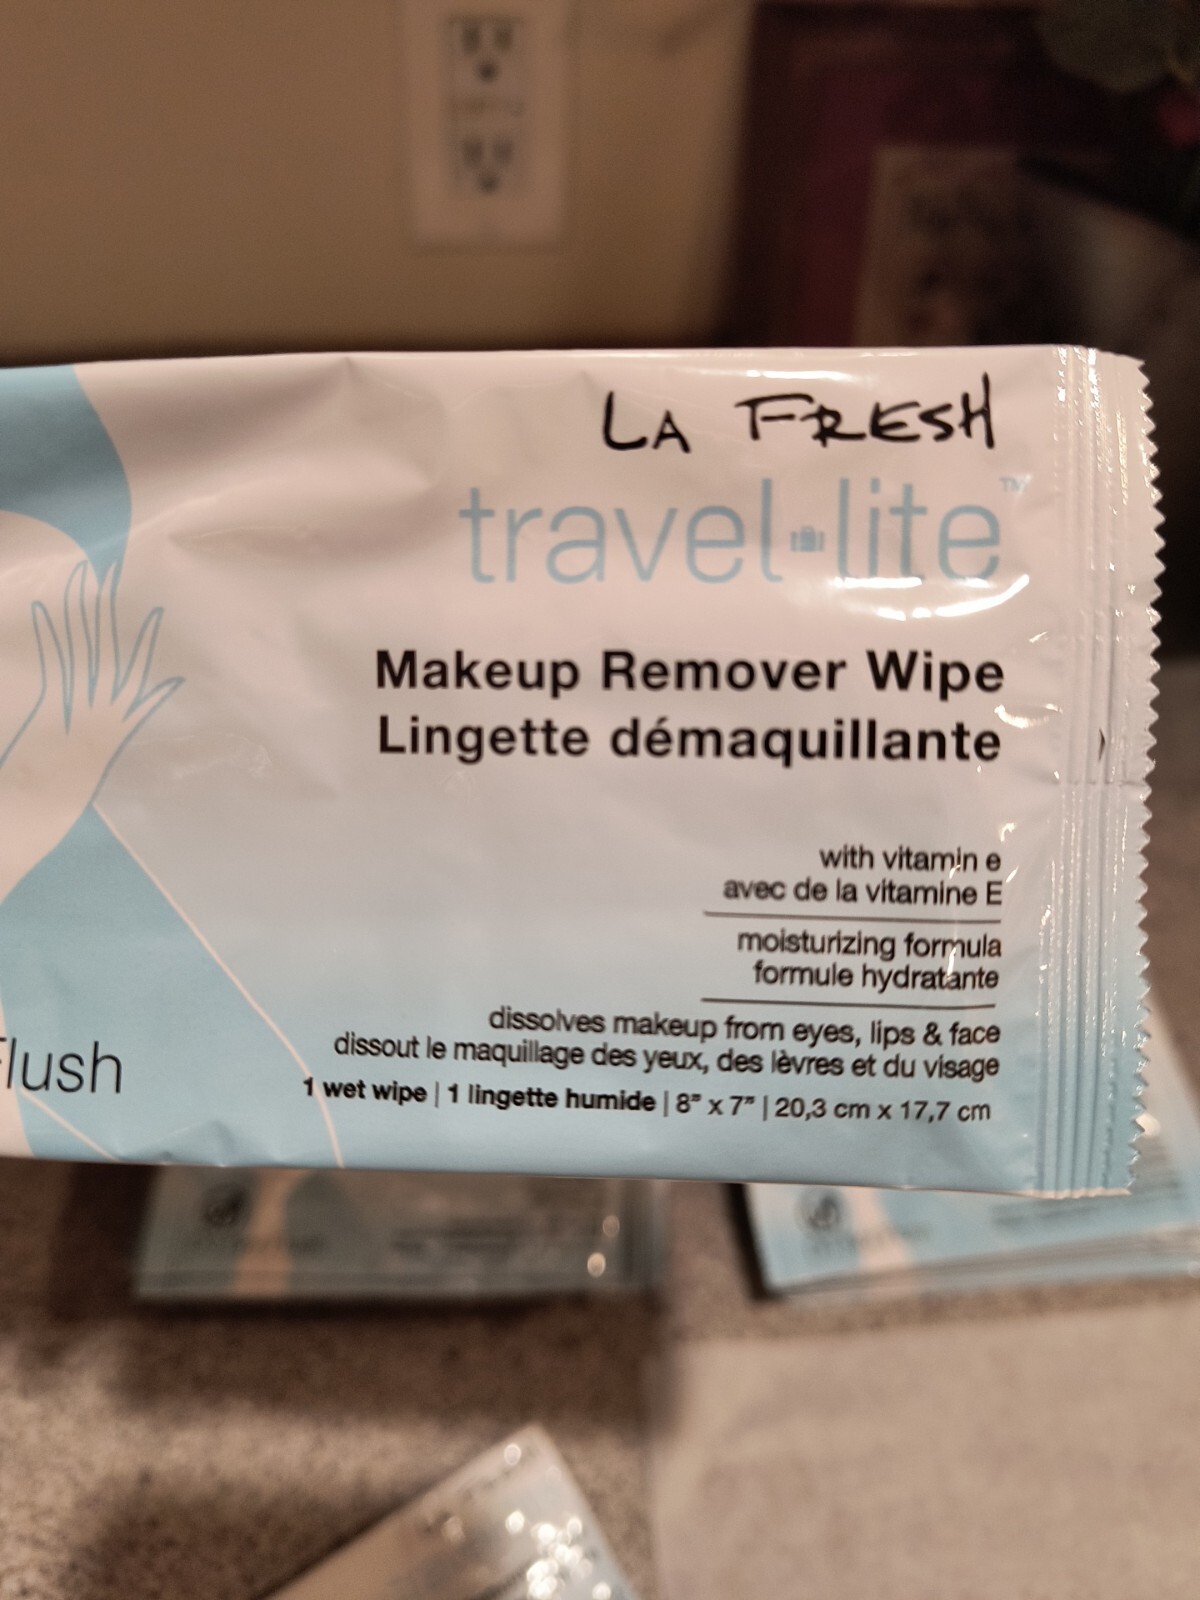 LA FRESH
travel lite™
Makeup Remover Wipe
Lingette démaquillante
with vitamin e
avec de la vitamine E
moisturizing formula
formule hydratante
dissolves makeup from eyes, lips & face
dissout le maquillage des yeux, des lèvres et du visage
1 wet wipe | 1 lingette humide | 8" x 7" | 20,3 cm x 17,7 cm
Flush